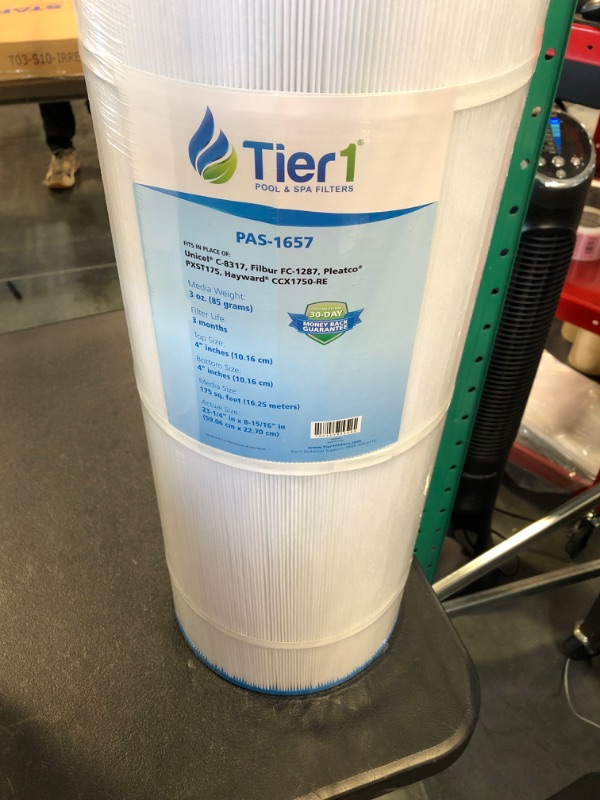 STAR
T03-S10-IRRE
Tier1®
POOL & SPA FILTERS
PAS-1657
FITS IN PLACE OF:
Unicel® C-8317, Filbur FC-1287, Pleatco®
PXST175, Hayward® CCX1750-RE
Media Weight:
3 oz. (85 grams)
Filter Life:
3 months
Top Size:
4" inches (10.16 cm)
Bottom Size:
4" inches (10.16 cm)
Media Size:
175 sq. feet (16.25 meters)
Actual Size:
23-1/4" in x 8-15/16" in
(59.06 cm x 22.70 cm)
30-DAY
MONEY BACK
GUARANTEE